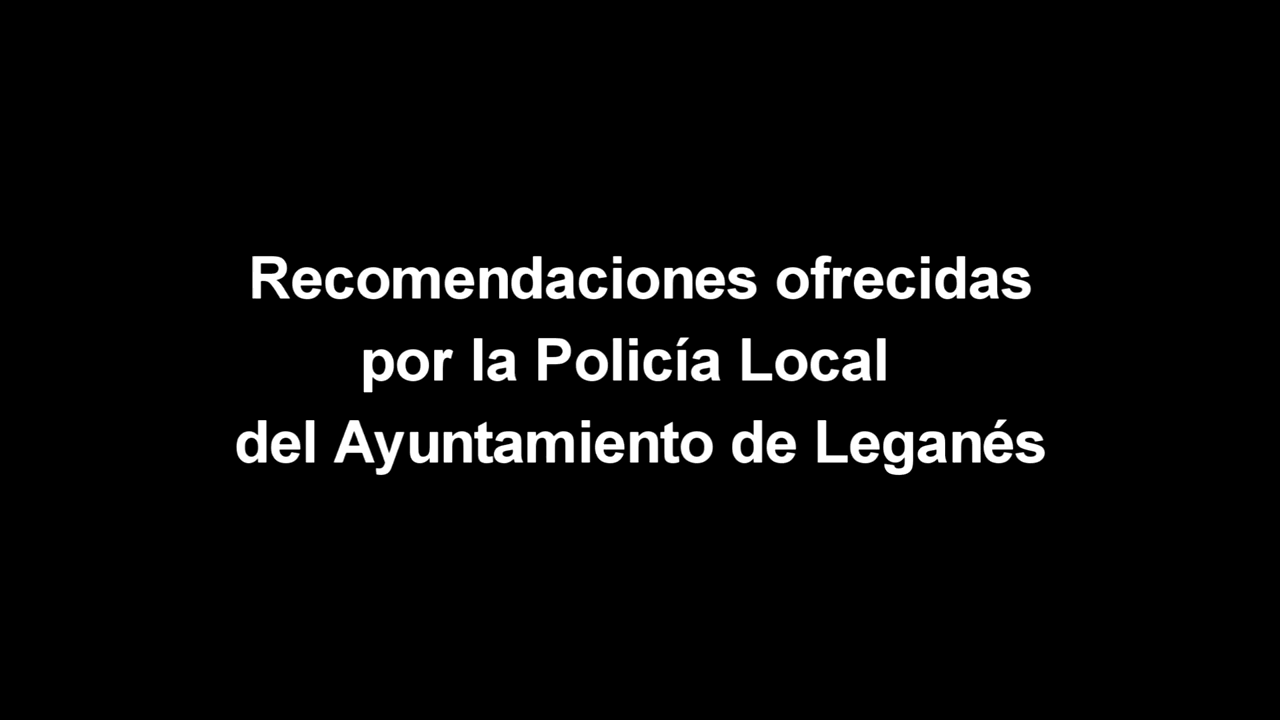 Recomendaciones ofrecidas
por la Policía Local
del Ayuntamiento de Leganés